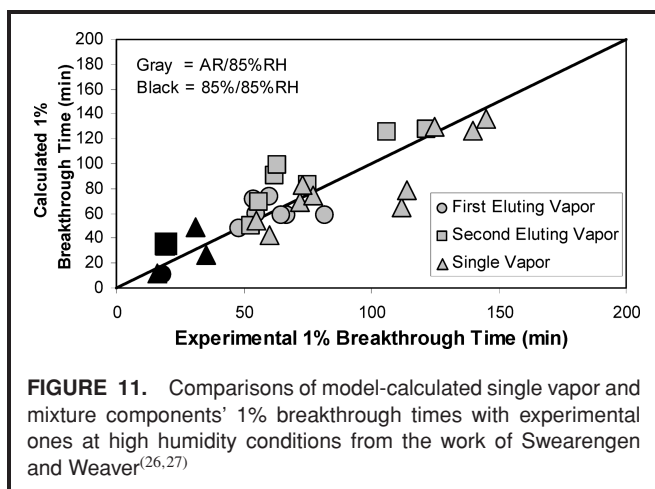 Calculated 1%
Breakthrough Time (min)
200
180
160
140
120
100
80
60
40
20
0
Gray = AR/85%RH
Black = 85%/85%RH
First Eluting Vapor
Second Eluting Vapor
Single Vapor
0 50 100 150 200
Experimental 1% Breakthrough Time (min)
FIGURE 11. Comparisons of model-calculated single vapor and
mixture components' 1% breakthrough times with experimental
ones at high humidity conditions from the work of Swearengen
and Weaver(26,27)